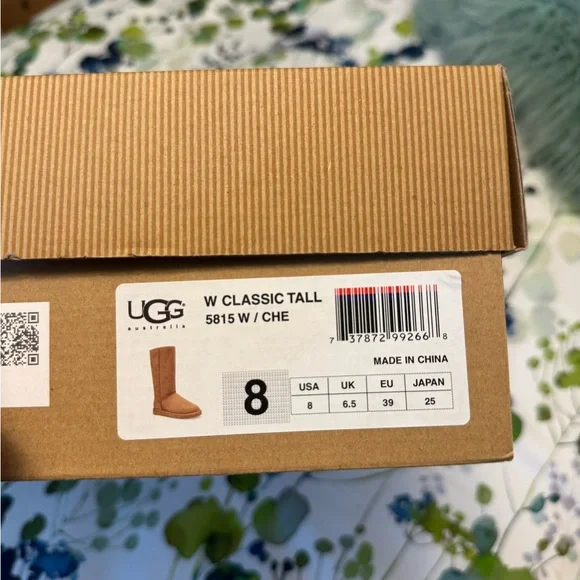 UGG
australia
W CLASSIC TALL
5815 W / CHE
7 37872 99266 8
MADE IN CHINA
8
USA UK EU JAPAN
8 6.5 39 25